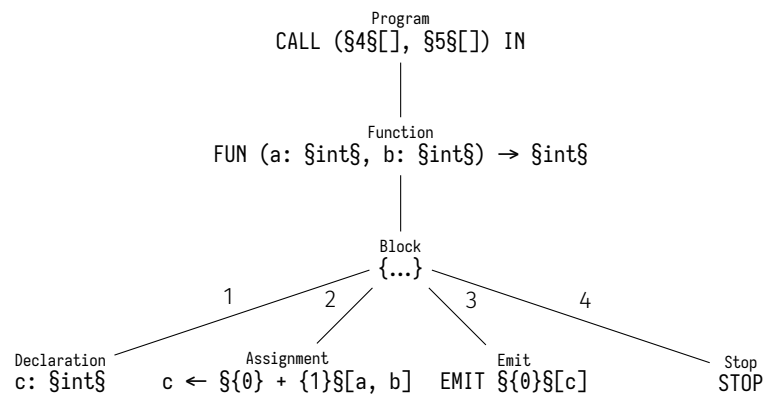 Program
CALL (§4§[], §5§[]) IN
Function
FUN (a: §int§, b: §int§) → §int§
Block
{…}
1
2
3
4
Declaration
c: §int§
Assignment
c ← §{0} + {1}§[a, b]
Emit
EMIT §{0}§[c]
Stop
STOP